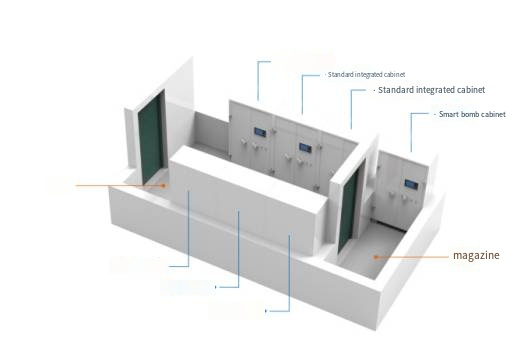 · Standard integrated cabinet
· Standard integrated cabinet
· Smart bomb cabinet
magazine